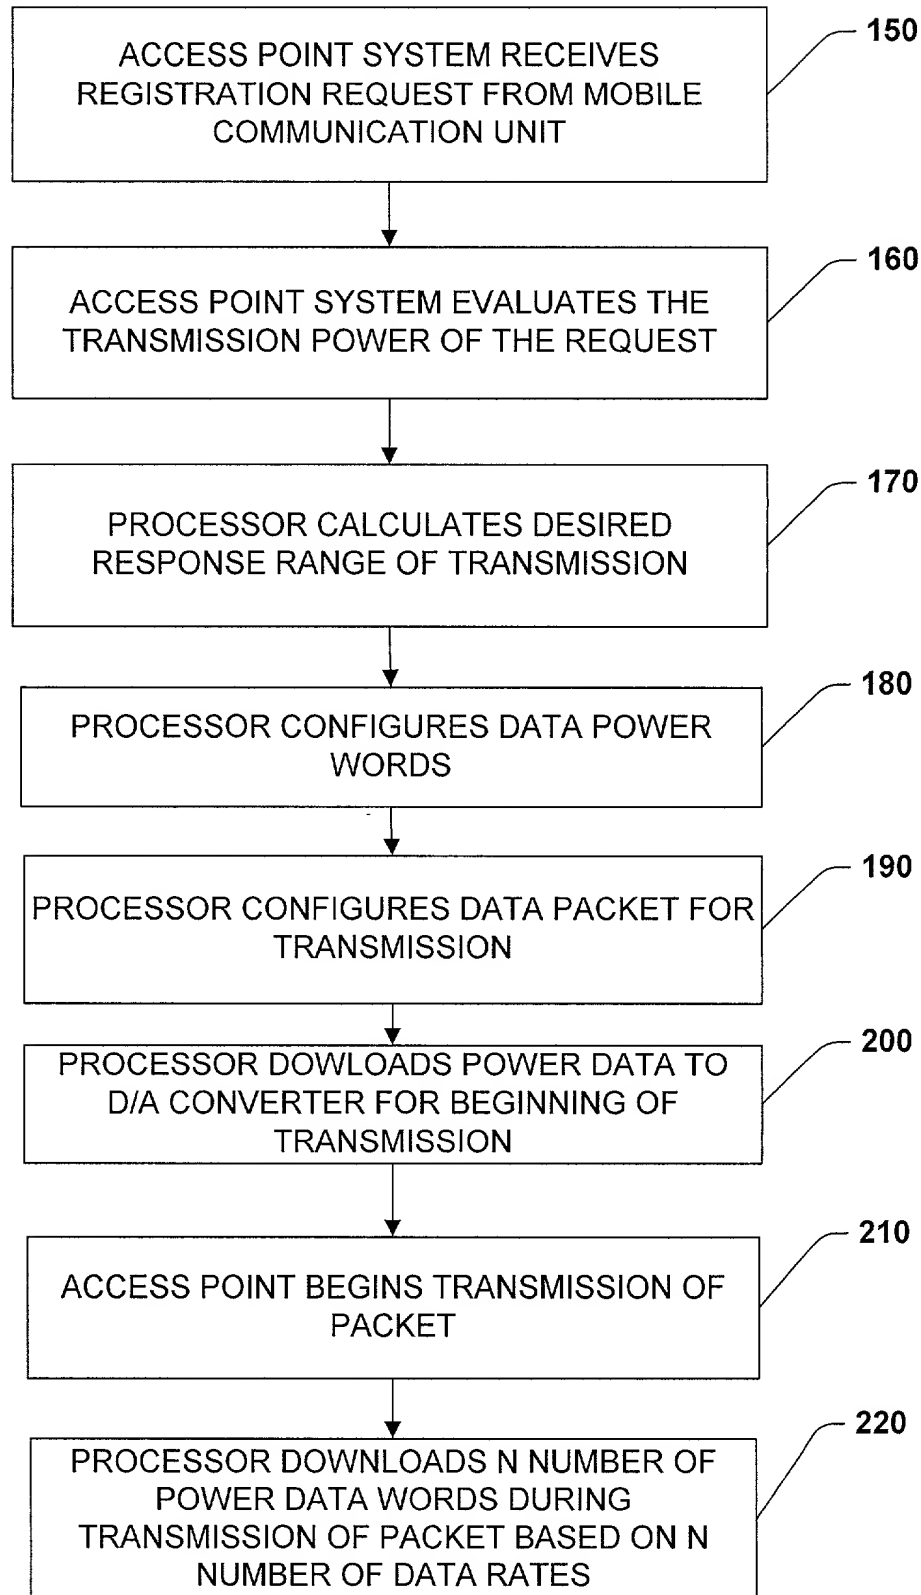 150
ACCESS POINT SYSTEM RECEIVES
REGISTRATION REQUEST FROM MOBILE
COMMUNICATION UNIT
160
ACCESS POINT SYSTEM EVALUATES THE
TRANSMISSION POWER OF THE REQUEST
170
PROCESSOR CALCULATES DESIRED
RESPONSE RANGE OF TRANSMISSION
180
PROCESSOR CONFIGURES DATA POWER
WORDS
190
PROCESSOR CONFIGURES DATA PACKET FOR
TRANSMISSION
200
PROCESSOR DOWLOADS POWER DATA TO
D/A CONVERTER FOR BEGINNING OF
TRANSMISSION
210
ACCESS POINT BEGINS TRANSMISSION OF
PACKET
220
PROCESSOR DOWNLOADS N NUMBER OF
POWER DATA WORDS DURING
TRANSMISSION OF PACKET BASED ON N
NUMBER OF DATA RATES